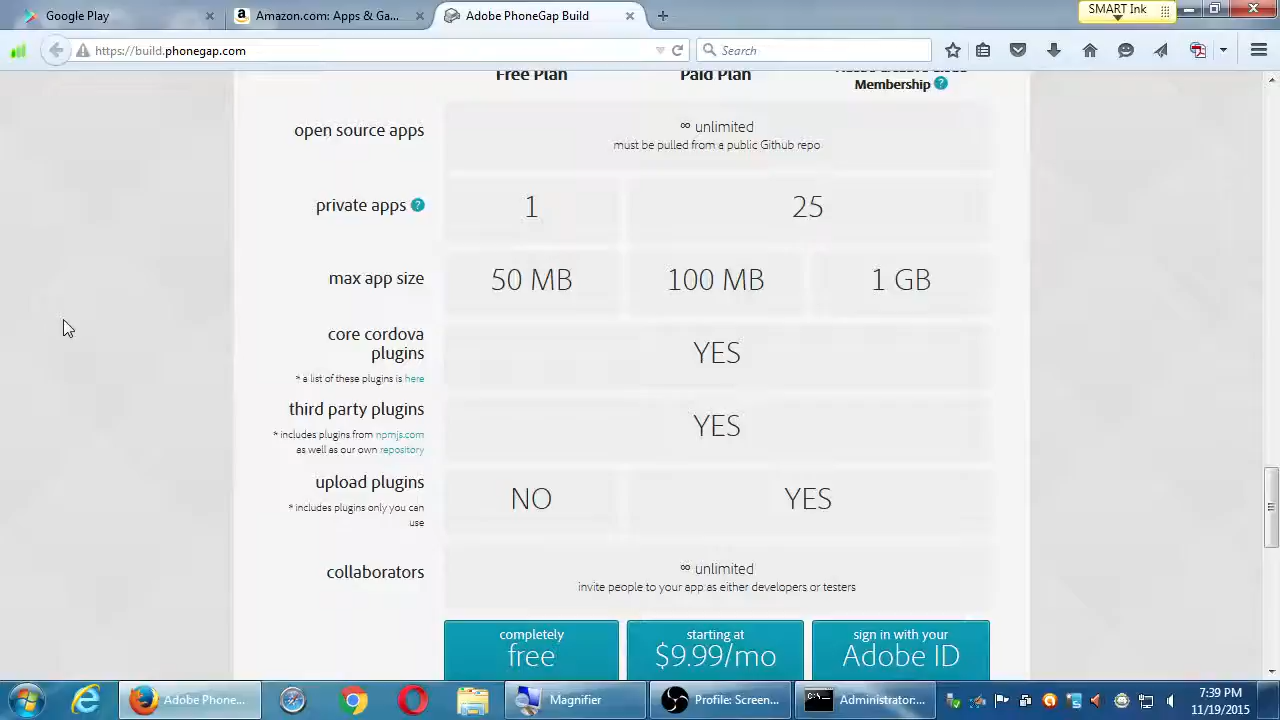 Google Play
Amazon.com: Apps & Ga...
Adobe PhoneGap Build
SMART Ink
https://build.phonegap.com
Search
Free Plan
Paid Plan
Membership ?
open source apps
∞ unlimited
must be pulled from a public Github repo
private apps ?
1
25
max app size
50 MB
100 MB
1 GB
core cordova
plugins
* a list of these plugins is here
YES
third party plugins
* includes plugins from npmjs.com
as well as our own repository
YES
upload plugins
* includes plugins only you can
use
NO
YES
collaborators
∞ unlimited
invite people to your app as either developers or testers
completely
free
starting at
$9.99/mo
sign in with your
Adobe ID
Adobe Phone...
Magnifier
Profile: Screen...
Administrator:...
7:39 PM
11/19/2015